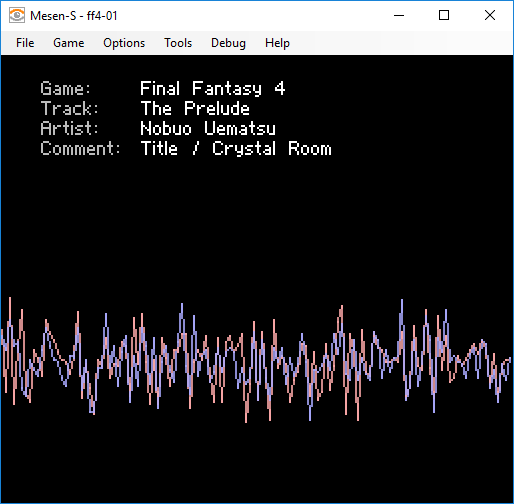 Mesen-S - ff4-01
File Game Options Tools Debug Help
Game: Final Fantasy 4
Track: The Prelude
Artist: Nobuo Uematsu
Comment: Title / Crystal Room